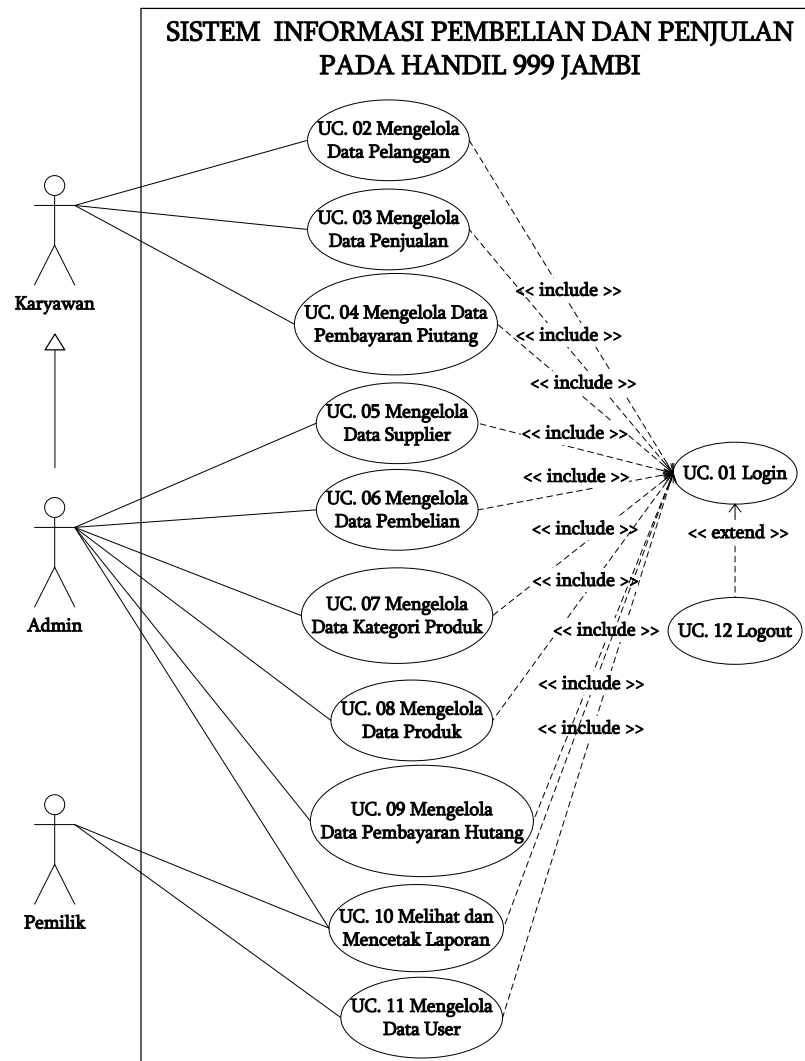 SISTEM INFORMASI PEMBELIAN DAN PENJULAN
PADA HANDIL 999 JAMBI
UC. 02 Mengelola
Data Pelanggan
UC. 03 Mengelola
Data Penjualan
Karyawan
<< include >>
UC. 04 Mengelola Data
Pembayaran Piutang
<< include >>
<< include >>
UC. 05 Mengelola
Data Supplier
<< include >>
UC. 01 Login
<< include >>
UC. 06 Mengelola
Data Pembelian
<< include >>
<< extend >>
<< include >>
UC. 07 Mengelola
Data Kategori Produk
Admin
<< include >>
UC. 12 Logout
<< include >>
UC. 08 Mengelola
Data Produk
<< include >>
UC. 09 Mengelola
Data Pembayaran Hutang
Pemilik
UC. 10 Melihat dan
Mencetak Laporan
UC. 11 Mengelola
Data User